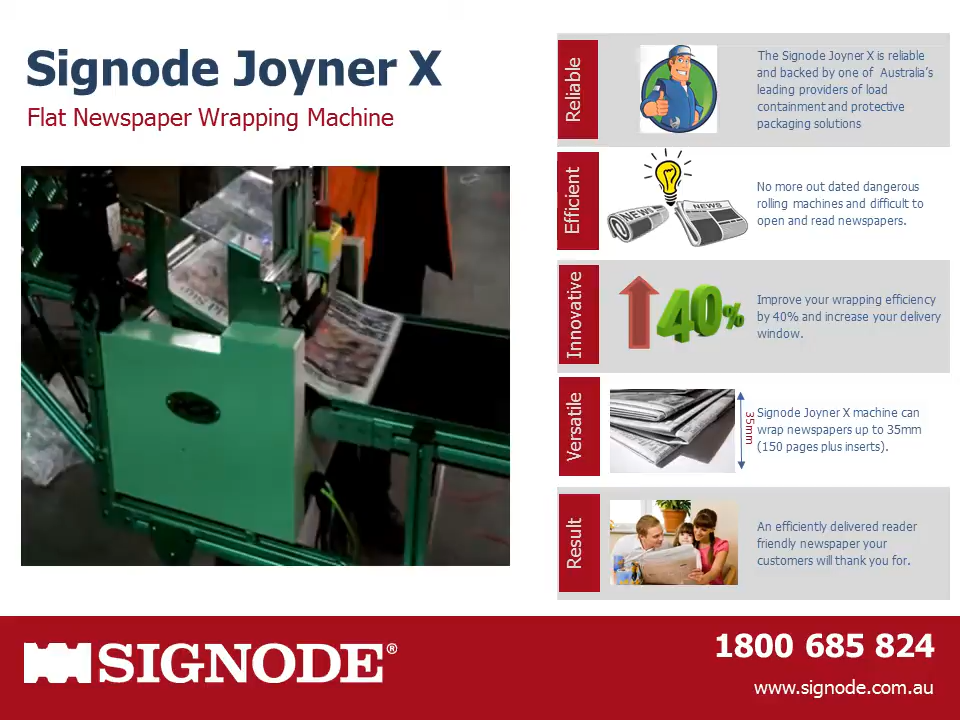 Signode Joyner X
Flat Newspaper Wrapping Machine
Reliable
The Signode Joyner X is reliable
and backed by one of Australia's
leading providers of load
containment and protective
packaging solutions
Efficient
NEWS
NEWS
No more out dated dangerous
rolling machines and difficult to
open and read newspapers.
Innovative
40%
Improve your wrapping efficiency
by 40% and increase your delivery
window.
Versatile
35mm
Signode Joyner X machine can
wrap newspapers up to 35mm
(150 pages plus inserts).
Result
An efficiently delivered reader
friendly newspaper your
customers will thank you for.
SIGNODE®
1800 685 824
www.signode.com.au